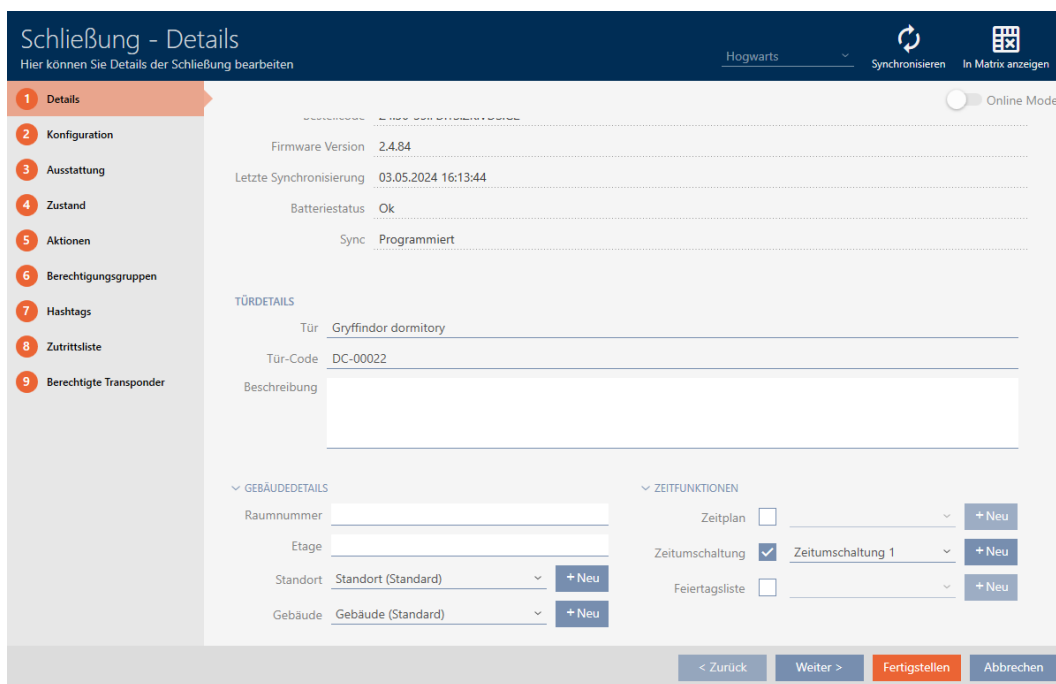 Schließung - Details
Hier können Sie Details der Schließung bearbeiten
Hogwarts
Synchronisieren
In Matrix anzeigen
1 Details
2 Konfiguration
3 Ausstattung
4 Zustand
5 Aktionen
6 Berechtigungsgruppen
7 Hashtags
8 Zutrittsliste
9 Berechtigte Transponder
Online Mode
Firmware Version 2.4.84
Letzte Synchronisierung 03.05.2024 16:13:44
Batteriestatus Ok
Sync Programmiert
TÜRDETAILS
Tür Gryffindor dormitory
Tür-Code DC-00022
Beschreibung
GEBÄUDEDETAILS
Raumnummer
Etage
Standort Standort (Standard) + Neu
Gebäude Gebäude (Standard) + Neu
ZEITFUNKTIONEN
Zeitplan + Neu
Zeitumschaltung Zeitumschaltung 1 + Neu
Feiertagsliste + Neu
< Zurück
Weiter >
Fertigstellen
Abbrechen